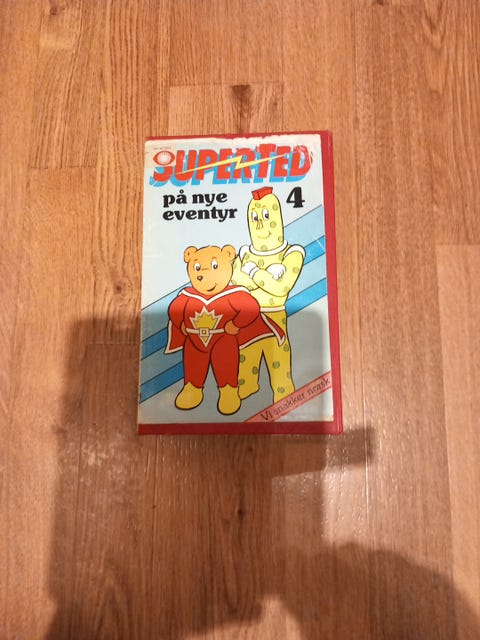 SUPERTED
på nye
eventyr
4
Vi snakker norsk